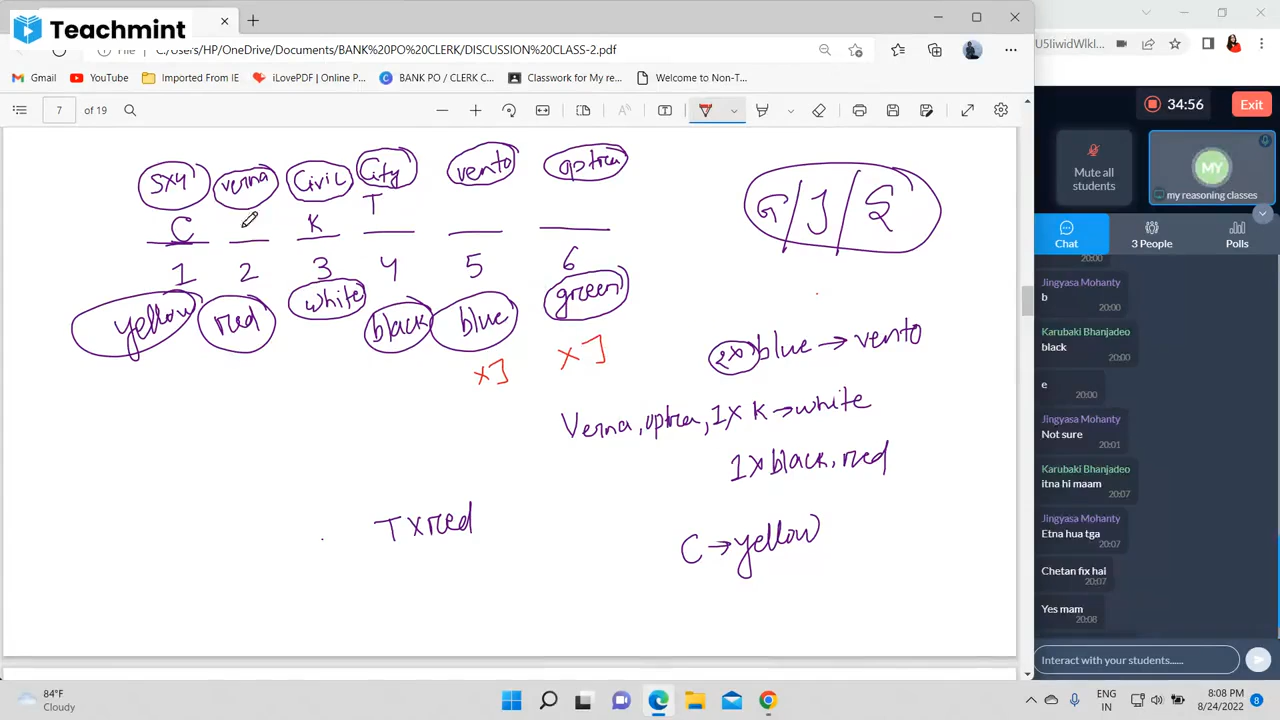 Teachmint
C:/Users/HP/OneDrive/Documents/BANK%20PO%20CLERK/DISCUSSION%20CLASS-2.pdf
Gmail YouTube Imported From IE iLovePDF | Online P... BANK PO / CLERK C... Classwork for My re... Welcome to Non-T...
7 of 19
SX4 verna Civic City vento optra
C K T
1 2 3 4 5 6
yellow red white black blue green
×J ×J
G/J/S
2× blue → vento
Verna, optra, 1× K → white
1× black, red
T × red
C → yellow
U5IiwidWlkI...
34:56 Exit
Mute all students
MY
my reasoning classes
Chat 3 People Polls
20:00
Jingyasa Mohanty
b 20:00
Karubaki Bhanjadeo
black 20:00
e 20:00
Jingyasa Mohanty
Not sure 20:01
Karubaki Bhanjadeo
itna hi maam 20:07
Jingyasa Mohanty
Etna hua tga 20:07
Chetan fix hai 20:07
Yes mam 20:08
Interact with your students......
84°F
Cloudy
ENG
IN
8:08 PM
8/24/2022
8